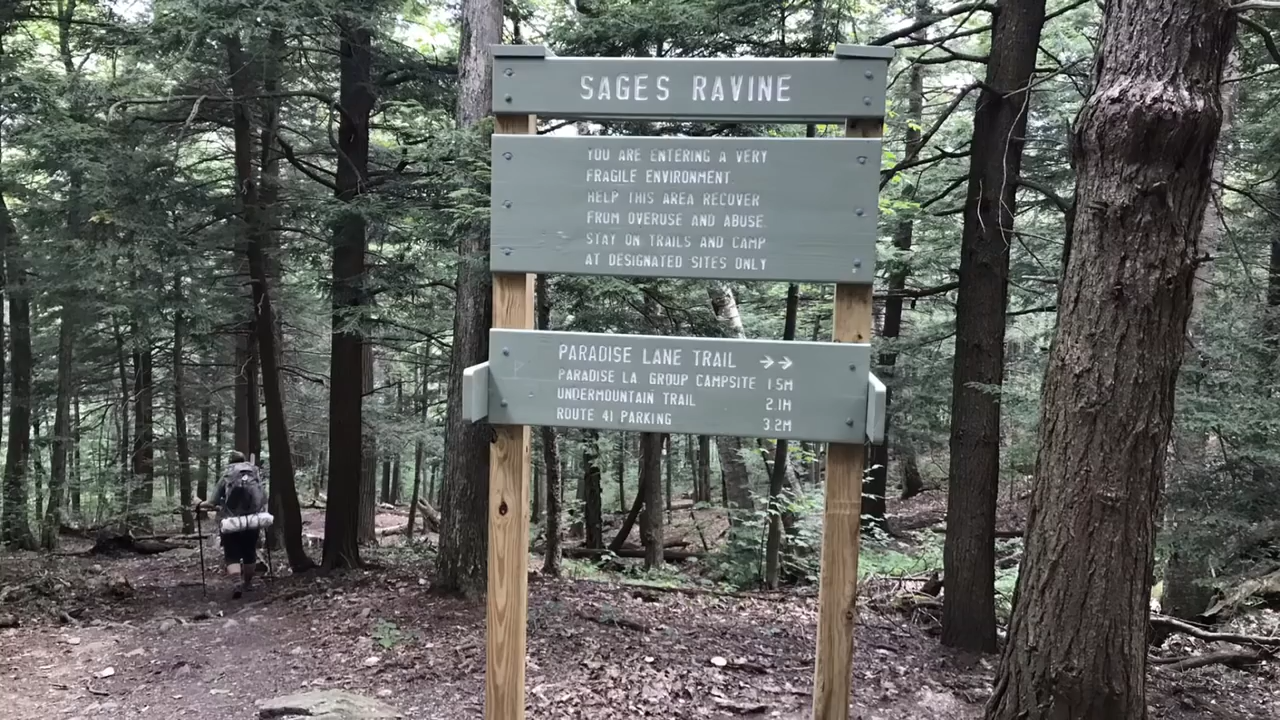 SAGES RAVINE
YOU ARE ENTERING A VERY
FRAGILE ENVIRONMENT.
HELP THIS AREA RECOVER
FROM OVERUSE AND ABUSE
STAY ON TRAILS AND CAMP
AT DESIGNATED SITES ONLY
PARADISE LANE TRAIL →→
PARADISE LA. GROUP CAMPSITE 1.5M
UNDERMOUNTAIN TRAIL 2.1M
ROUTE 41 PARKING 3.2M